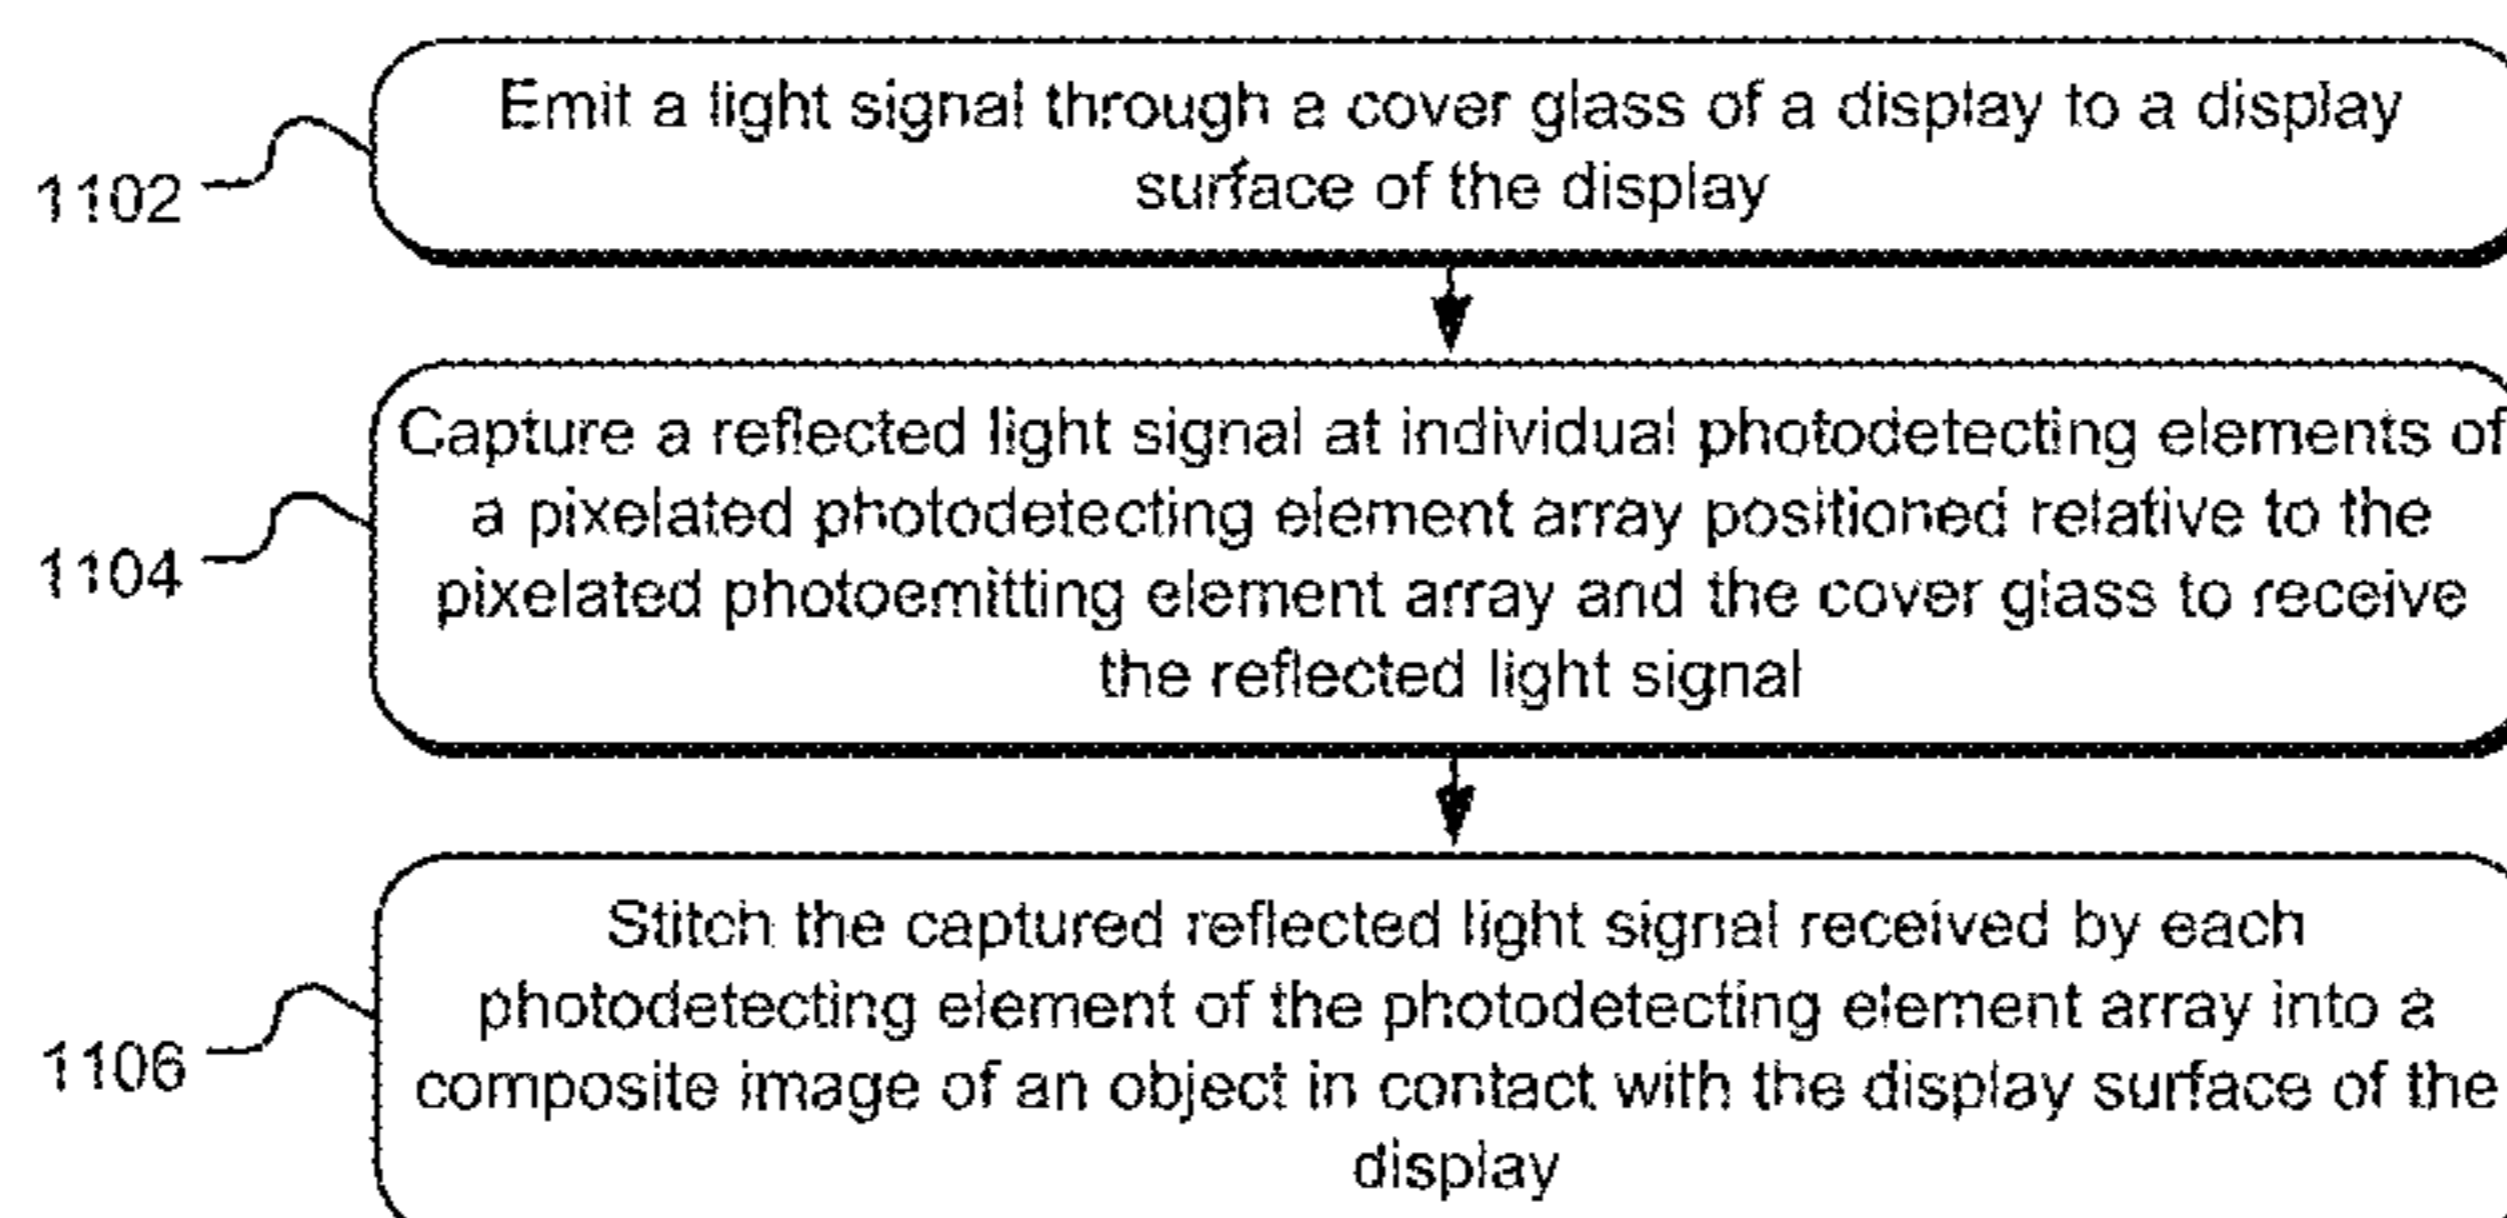 Emit a light signal through a cover glass of a display to a display
surface of the display
1102
Capture a reflected light signal at individual photodetecting elements of
a pixelated photodetecting element array positioned relative to the
pixelated photoemitting element array and the cover glass to receive
the reflected light signal
1104
Stitch the captured reflected light signal received by each
photodetecting element of the photodetecting element array into a
composite image of an object in contact with the display surface of the
display
1106